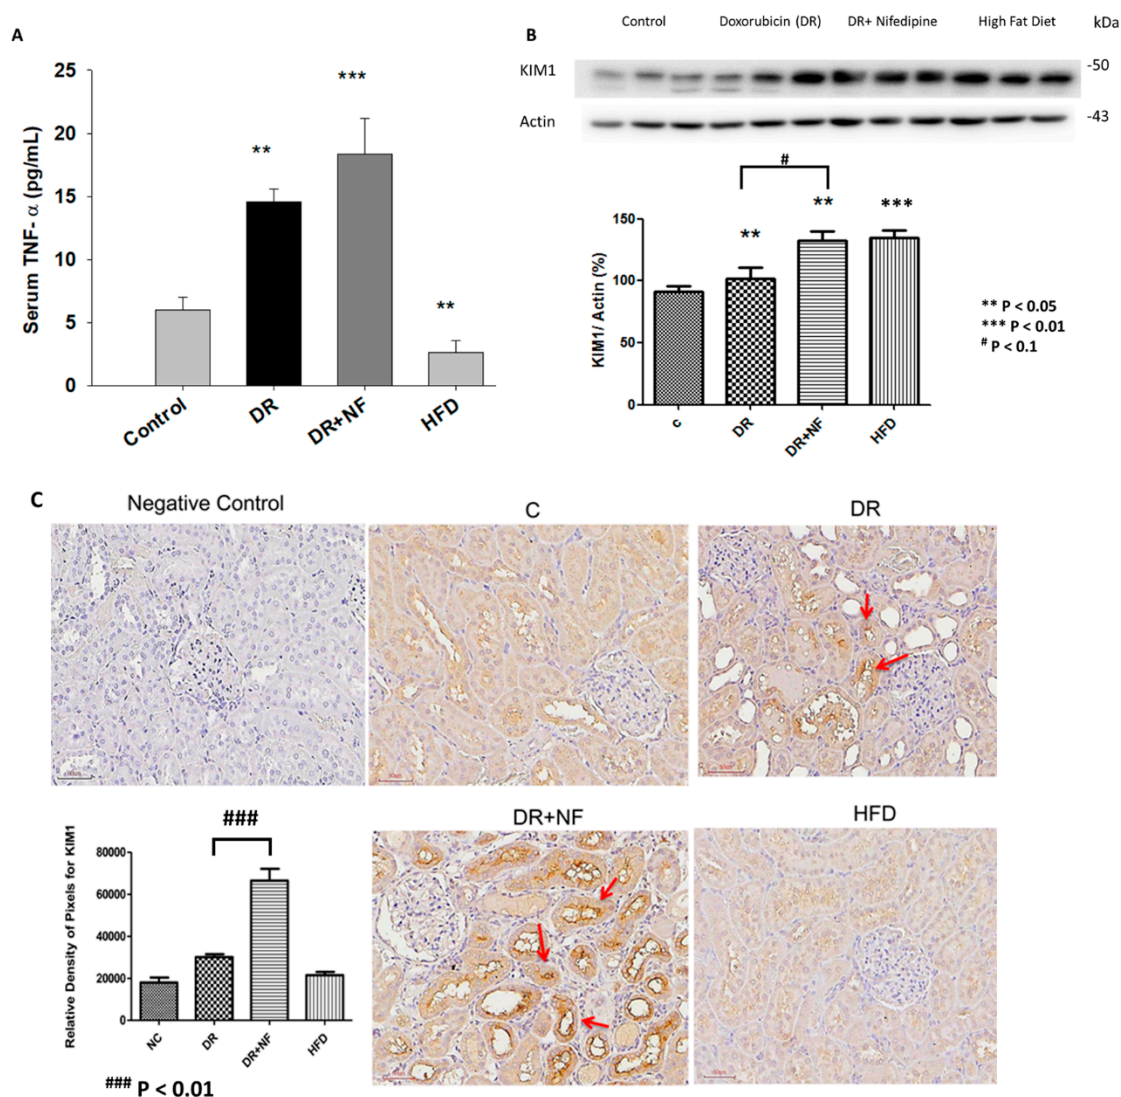 A
25
20
15
10
5
0
Serum TNF- α (pg/mL)
**
***
**
Control
DR
DR+NF
HFD
B
Control Doxorubicin (DR) DR+ Nifedipine High Fat Diet kDa
KIM1
-50
Actin
-43
#
**
**
***
150
100
50
0
KIM1/ Actin (%)
c
DR
DR+NF
HFD
** P < 0.05
*** P < 0.01
# P < 0.1
C
Negative Control
C
DR
###
80000
60000
40000
20000
0
Relative Density of Pixels for KIM1
NC
DR
DR+NF
HFD
### P < 0.01
DR+NF
HFD